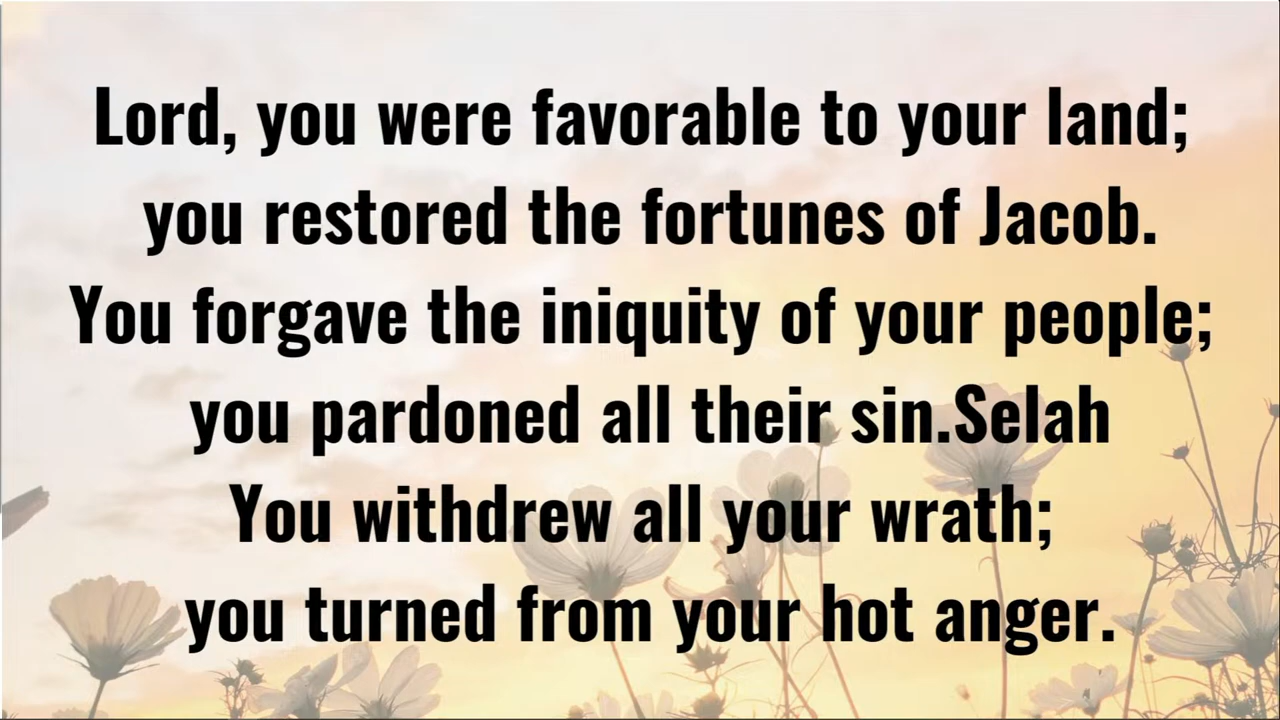 Lord, you were favorable to your land;
you restored the fortunes of Jacob.
You forgave the iniquity of your people;
you pardoned all their sin.Selah
You withdrew all your wrath;
you turned from your hot anger.